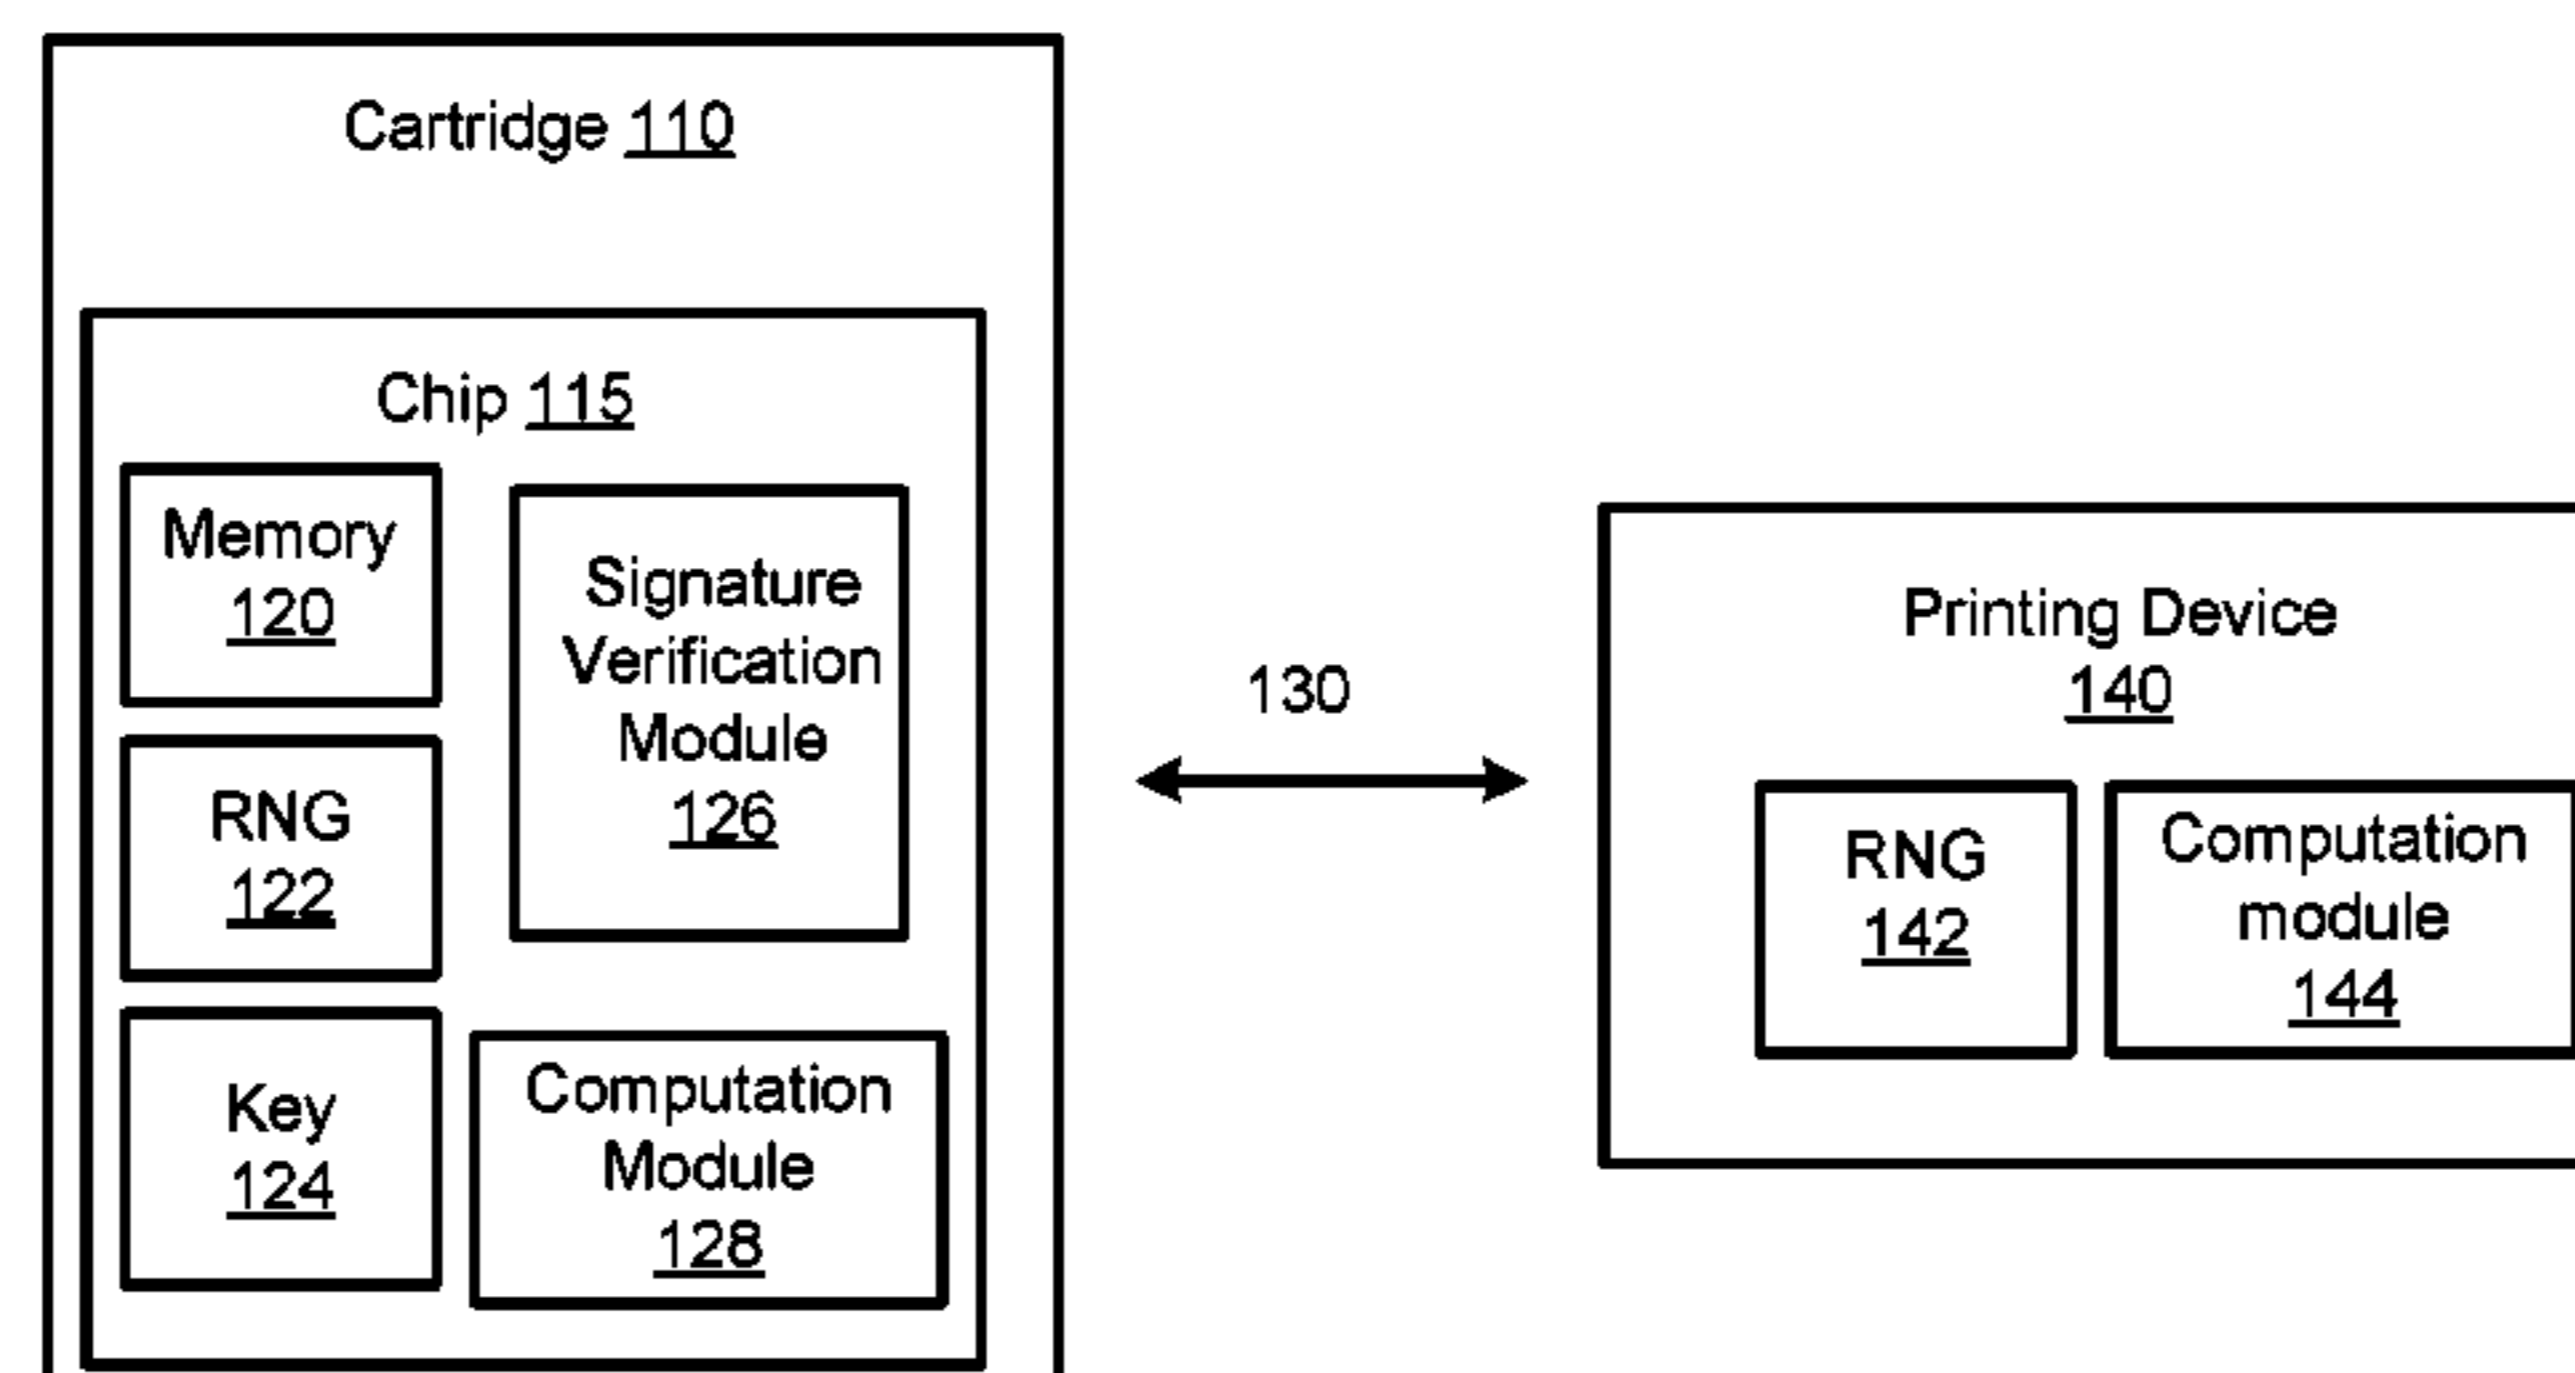 Cartridge 110
Chip 115
Memory
120
Signature
Verification
Module
126
RNG
122
Key
124
Computation
Module
128
130
Printing Device
140
RNG
142
Computation
module
144